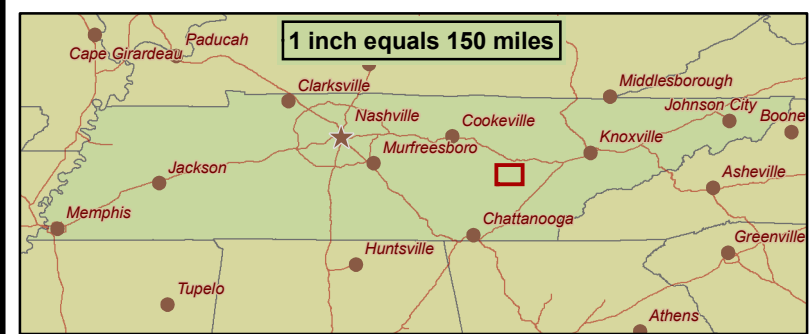 1 inch equals 150 miles
Paducah
Cape Girardeau
Clarksville
Middlesborough
Nashville
Cookeville
Johnson City
Boone
Murfreesboro
Knoxville
Jackson
Asheville
Memphis
Chattanooga
Huntsville
Greenville
Tupelo
Athens